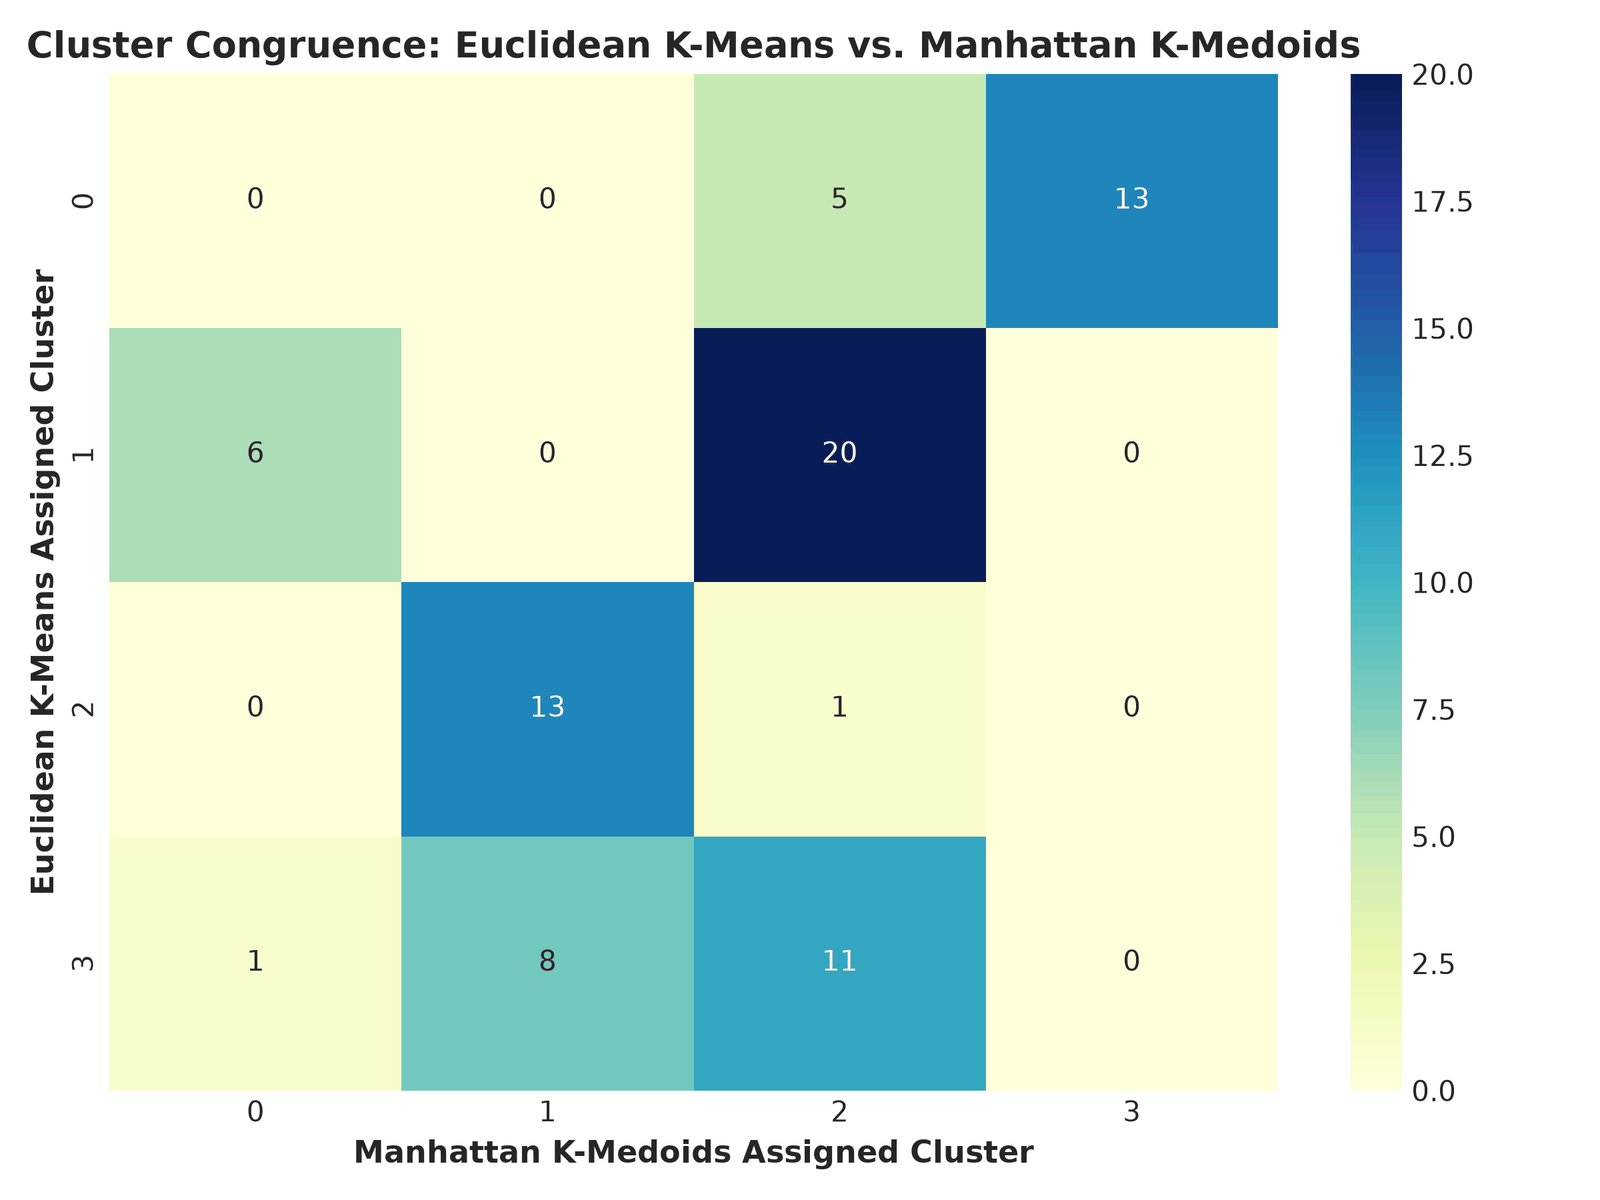 Cluster Congruence: Euclidean K-Means vs. Manhattan K-Medoids
Euclidean K-Means Assigned Cluster
0 0 0 5 13
1 6 0 20 0
2 0 13 1 0
3 1 8 11 0
0 1 2 3
Manhattan K-Medoids Assigned Cluster
20.0
17.5
15.0
12.5
10.0
7.5
5.0
2.5
0.0